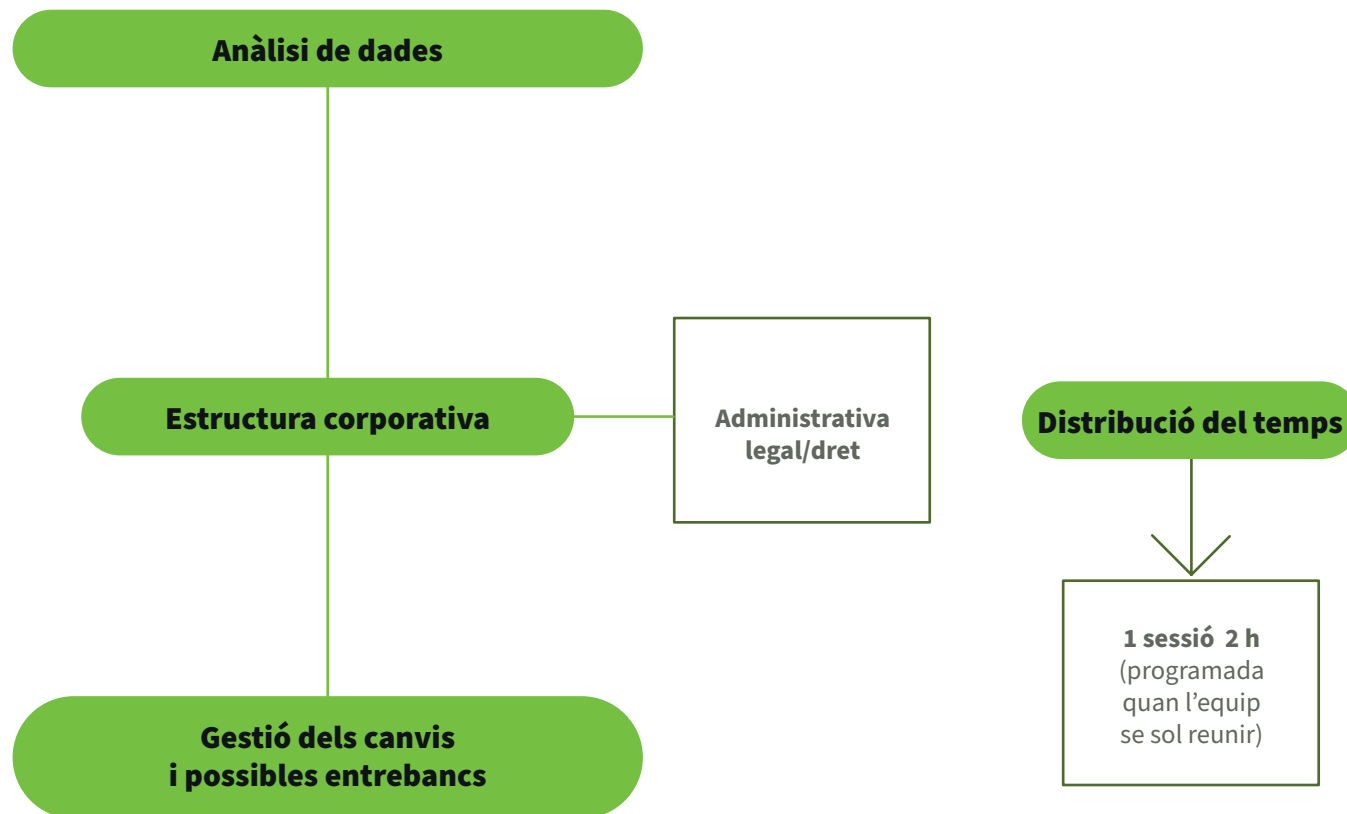 Anàlisi de dades
Estructura corporativa
Administrativa
legal/dret
Distribució del temps
1 sessió 2 h
(programada
quan l’equip
se sol reunir)
Gestió dels canvis
i possibles entrebancs